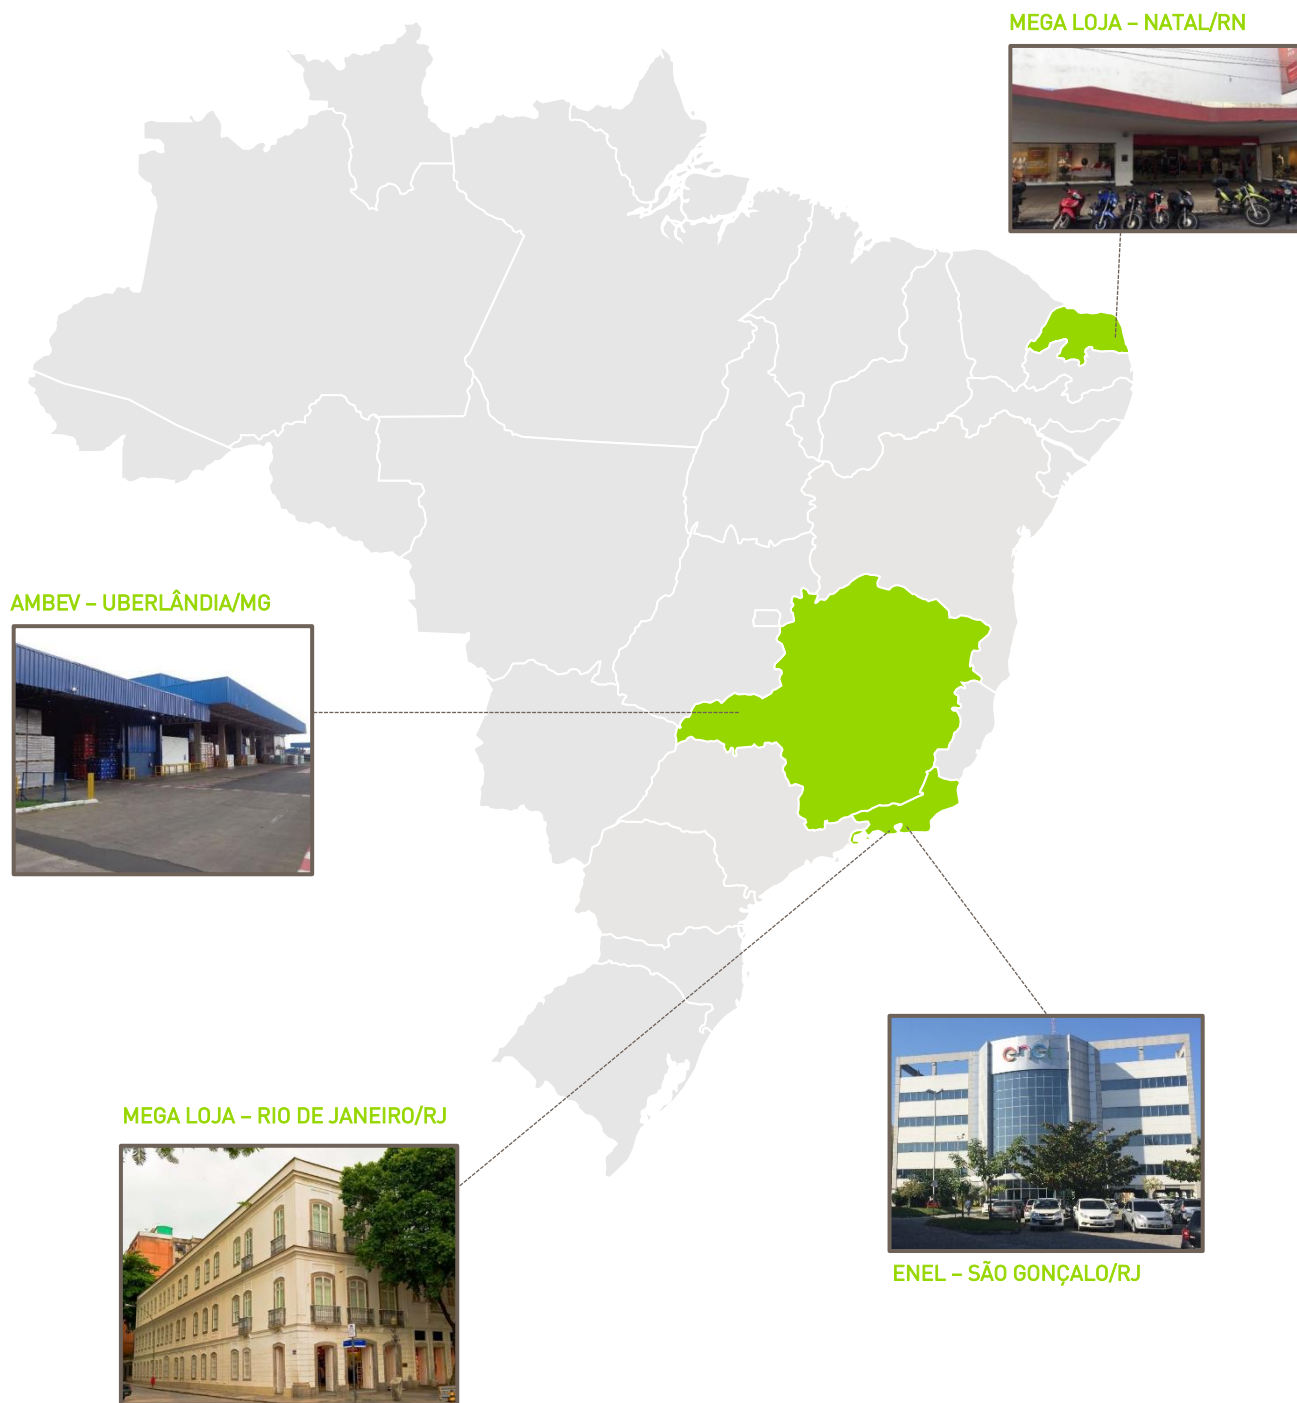 MEGA LOJA – NATAL/RN
AMBEV – UBERLÂNDIA/MG
MEGA LOJA – RIO DE JANEIRO/RJ
enel
ENEL – SÃO GONÇALO/RJ